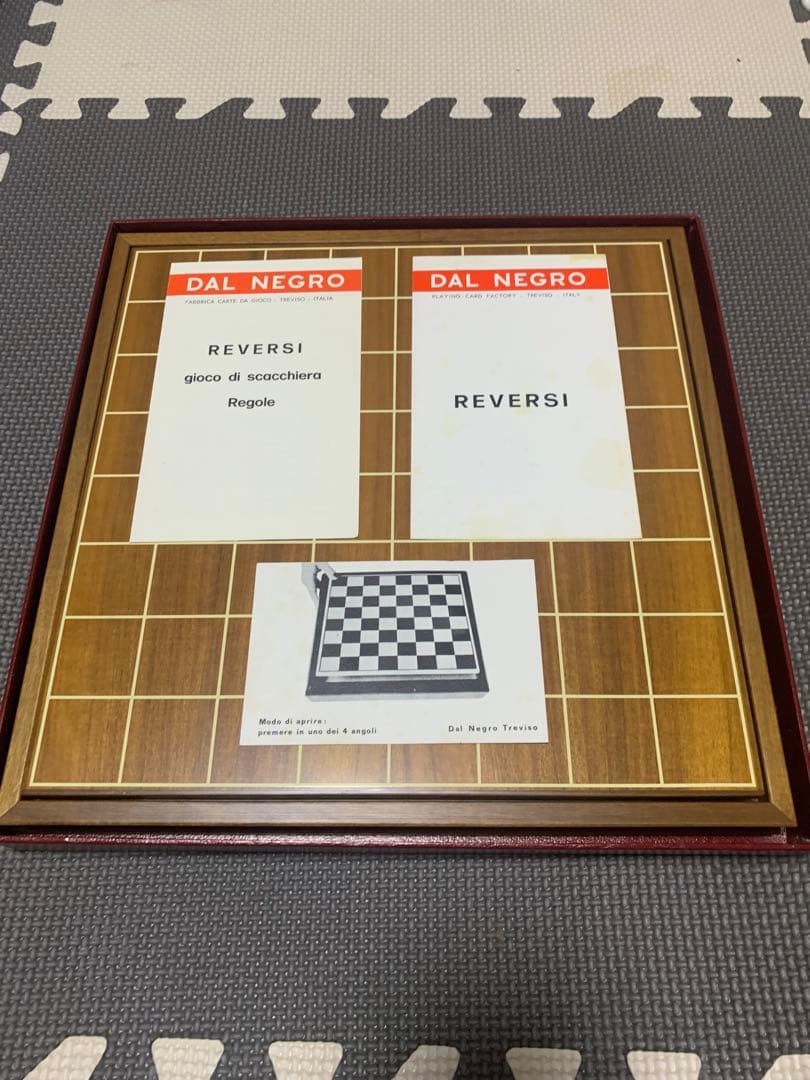 DAL NEGRO
FABBRICA CARTE DA GIOCO - TREVISO - ITALIA
REVERSI
gioco di scacchiera
Regole
DAL NEGRO
PLAYING CARD FACTORY - TREVISO - ITALY
REVERSI
Modo di aprire:
premere in uno dei 4 angoli
Dal Negro Treviso